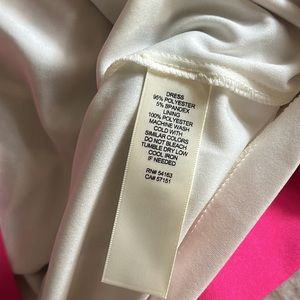 DRESS
95% POLYESTER
5% SPANDEX
LINING
100% POLYESTER
MACHINE WASH
COLD WITH
SIMILAR COLORS
DO NOT BLEACH
TUMBLE DRY LOW
COOL IRON
IF NEEDED
RN# 54163
CA# 57151